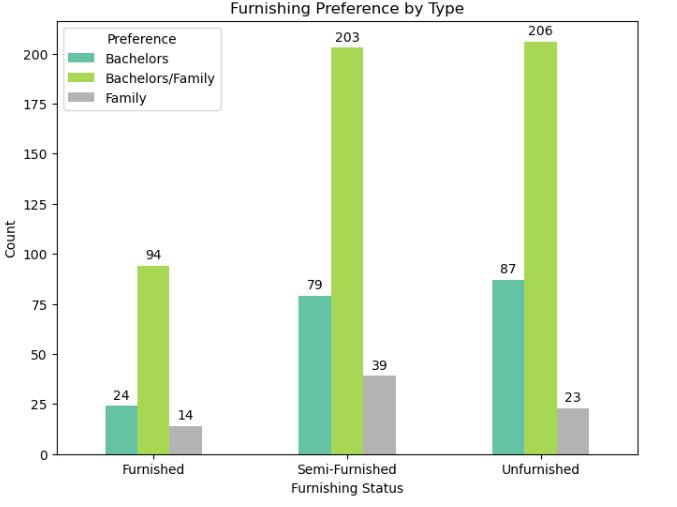 Furnishing Preference by Type
Preference
Bachelors
Bachelors/Family
Family
Count
200
175
150
125
100
75
50
25
0
24
94
14
79
203
39
87
206
23
Furnished
Semi-Furnished
Unfurnished
Furnishing Status